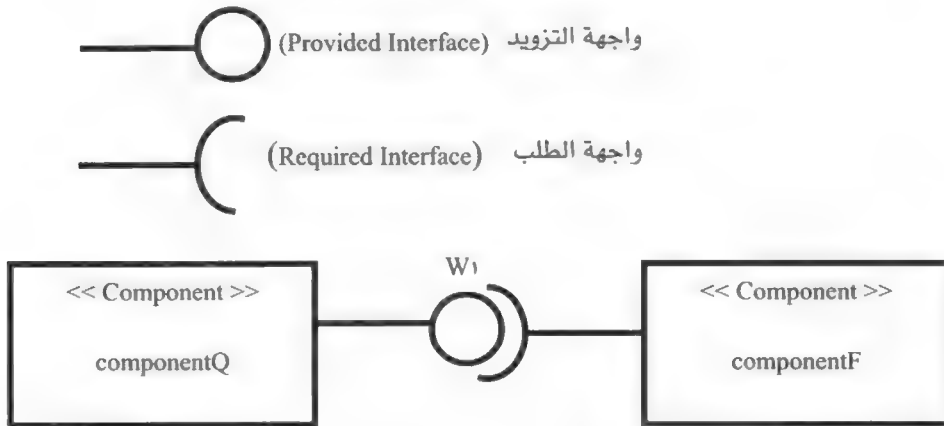 (Provided Interface) واجهة التزويد
(Required Interface) واجهة الطلب
W١
<< Component >>
componentQ
<< Component >>
componentF